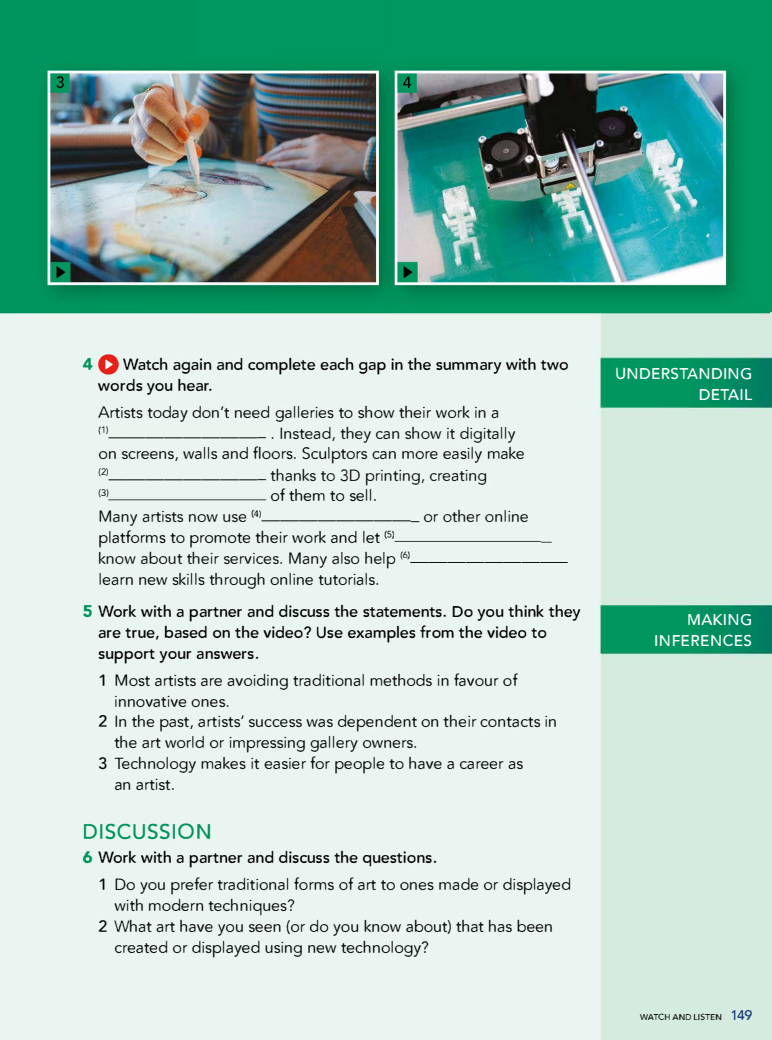 3
4
4 Watch again and complete each gap in the summary with two
words you hear.
UNDERSTANDING
DETAIL
Artists today don't need galleries to show their work in a
(1)____________________ . Instead, they can show it digitally
on screens, walls and floors. Sculptors can more easily make
(2)____________________ thanks to 3D printing, creating
(3)____________________ of them to sell.
Many artists now use (4)____________________ or other online
platforms to promote their work and let (5)____________________
know about their services. Many also help (6)____________________
learn new skills through online tutorials.
5 Work with a partner and discuss the statements. Do you think they
are true, based on the video? Use examples from the video to
support your answers.
MAKING
INFERENCES
1 Most artists are avoiding traditional methods in favour of
innovative ones.
2 In the past, artists' success was dependent on their contacts in
the art world or impressing gallery owners.
3 Technology makes it easier for people to have a career as
an artist.
DISCUSSION
6 Work with a partner and discuss the questions.
1 Do you prefer traditional forms of art to ones made or displayed
with modern techniques?
2 What art have you seen (or do you know about) that has been
created or displayed using new technology?
WATCH AND LISTEN 149